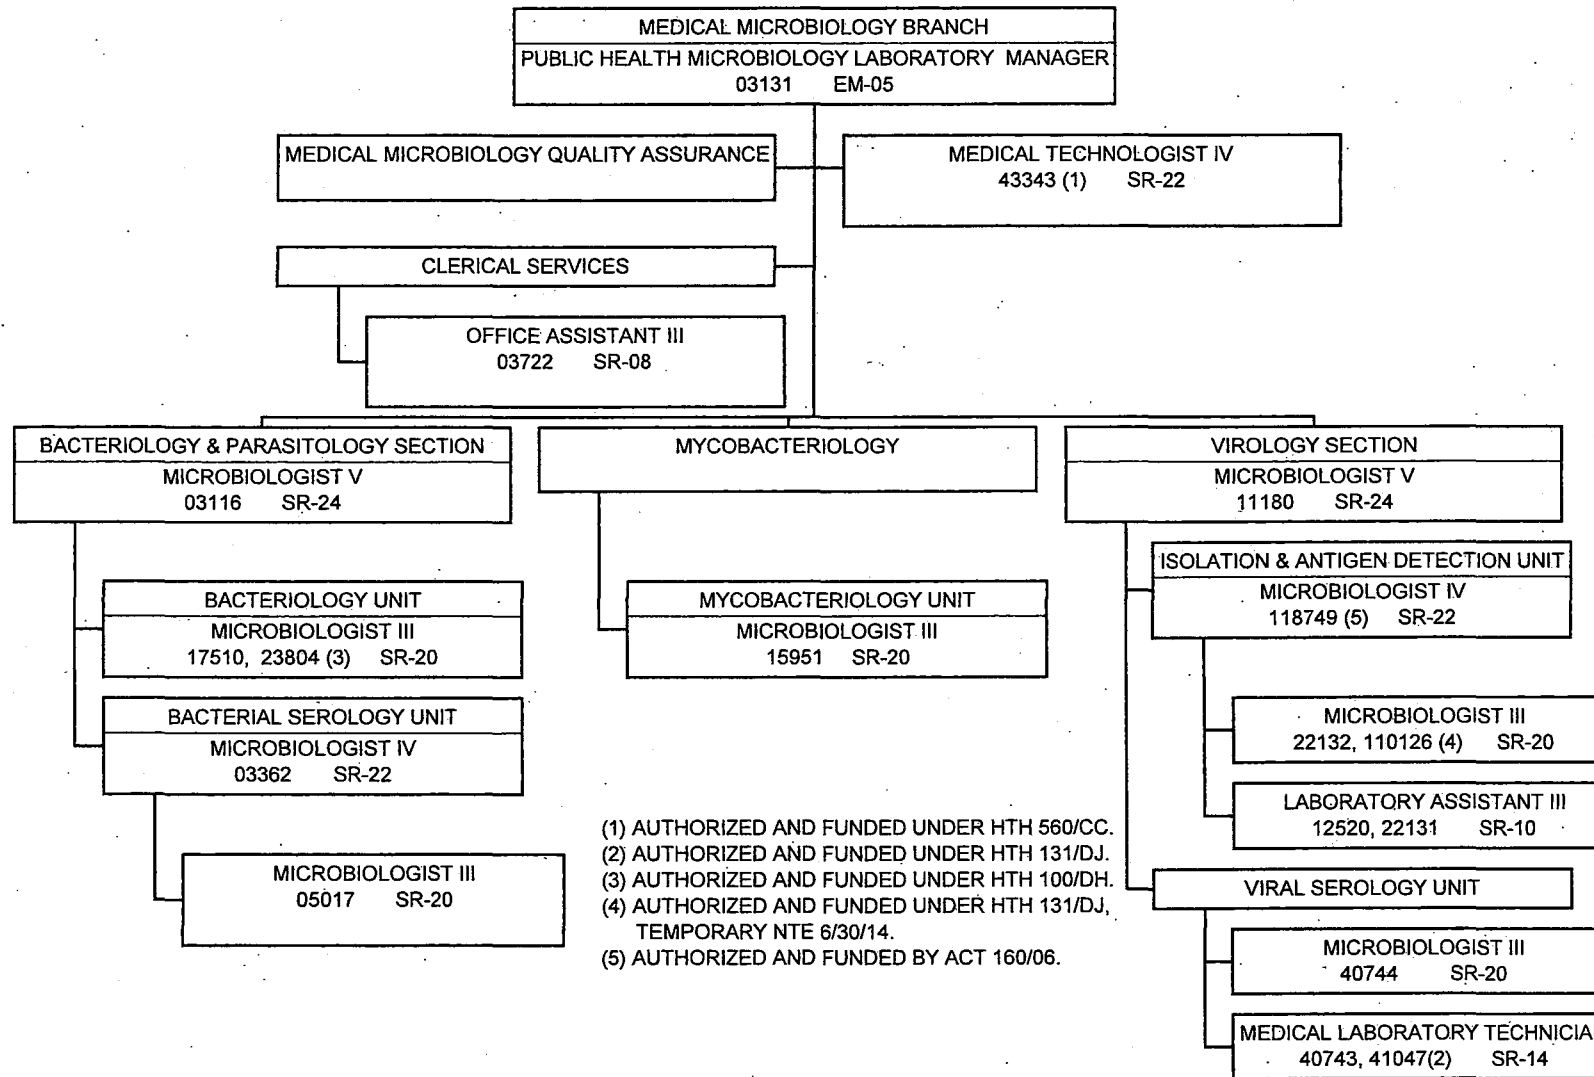 MEDICAL MICROBIOLOGY BRANCH
PUBLIC HEALTH MICROBIOLOGY LABORATORY MANAGER
03131 EM-05
MEDICAL MICROBIOLOGY QUALITY ASSURANCE
MEDICAL TECHNOLOGIST IV
43343 (1) SR-22
CLERICAL SERVICES
OFFICE ASSISTANT III
03722 SR-08
BACTERIOLOGY & PARASITOLOGY SECTION
MICROBIOLOGIST V
03116 SR-24
BACTERIOLOGY UNIT
MICROBIOLOGIST III
17510, 23804 (3) SR-20
BACTERIAL SEROLOGY UNIT
MICROBIOLOGIST IV
03362 SR-22
MICROBIOLOGIST III
05017 SR-20
MYCOBACTERIOLOGY
MYCOBACTERIOLOGY UNIT
MICROBIOLOGIST III
15951 SR-20
VIROLOGY SECTION
MICROBIOLOGIST V
11180 SR-24
ISOLATION & ANTIGEN DETECTION UNIT
MICROBIOLOGIST IV
118749 (5) SR-22
MICROBIOLOGIST III
22132, 110126 (4) SR-20
LABORATORY ASSISTANT III
12520, 22131 SR-10
VIRAL SEROLOGY UNIT
MICROBIOLOGIST III
40744 SR-20
MEDICAL LABORATORY TECHNICIA
40743, 41047(2) SR-14
(1) AUTHORIZED AND FUNDED UNDER HTH 560/CC.
(2) AUTHORIZED AND FUNDED UNDER HTH 131/DJ.
(3) AUTHORIZED AND FUNDED UNDER HTH 100/DH.
(4) AUTHORIZED AND FUNDED UNDER HTH 131/DJ,
TEMPORARY NTE 6/30/14.
(5) AUTHORIZED AND FUNDED BY ACT 160/06.